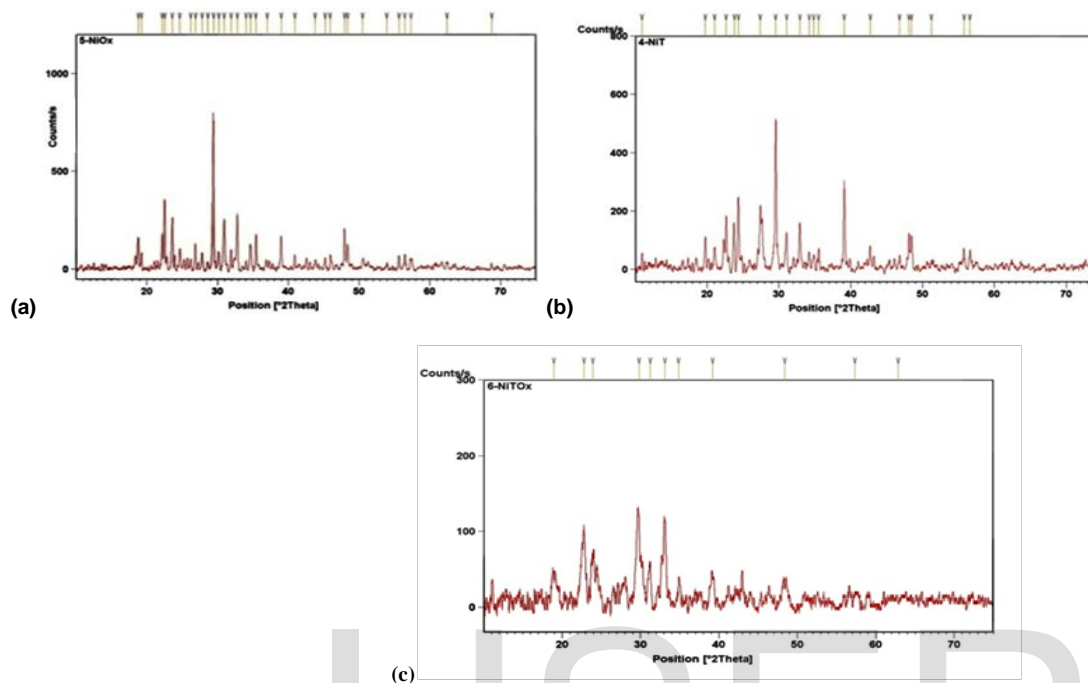 5-NIOx
1000
500
0
Counts/s
20 30 40 50 60 70
Position [°2Theta]
(a)
Counts/s
4-NIT
800
600
400
200
0
20 30 40 50 60 70
Position [°2Theta]
(b)
Counts/s
6-NITOx
300
200
100
0
20 30 40 50 60 70
Position [°2Theta]
(c)